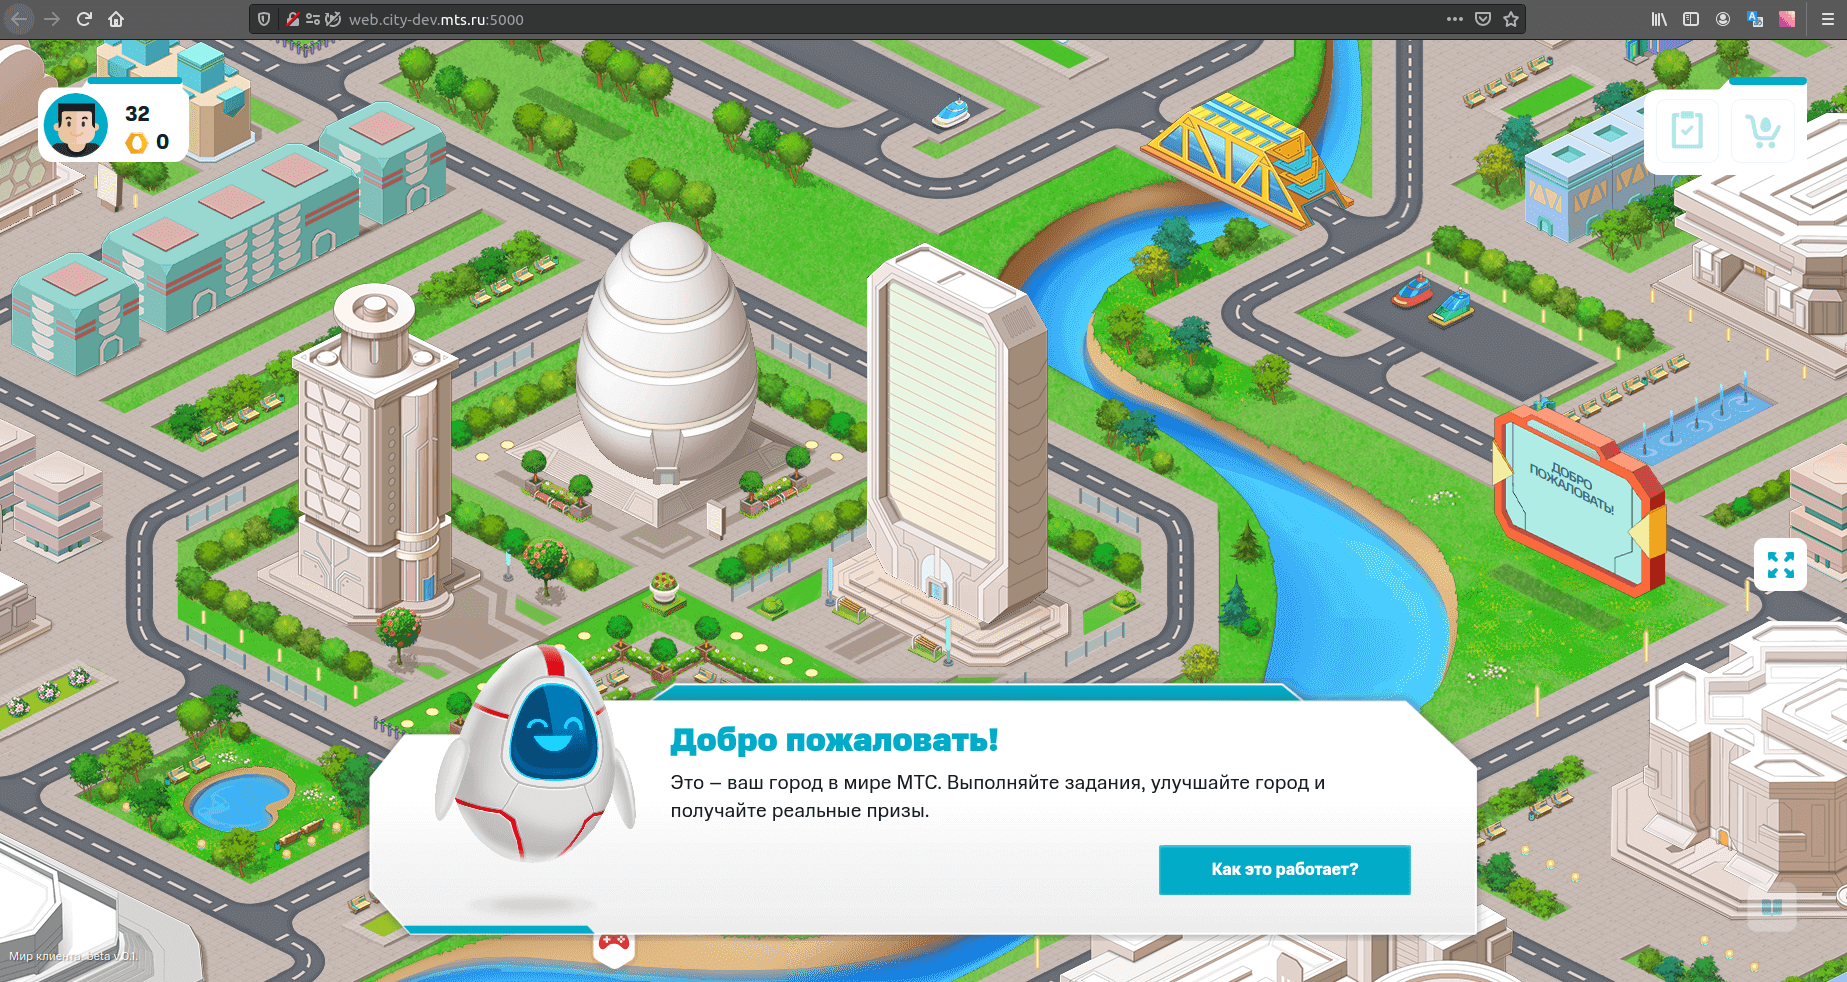 web.city-dev.mts.ru:5000
32
0
ДОБРО
ПОЖАЛОВАТЬ!
Добро пожаловать!
Это – ваш город в мире МТС. Выполняйте задания, улучшайте город и
получайте реальные призы.
Как это работает?
Мир клиента. beta v.0.1.